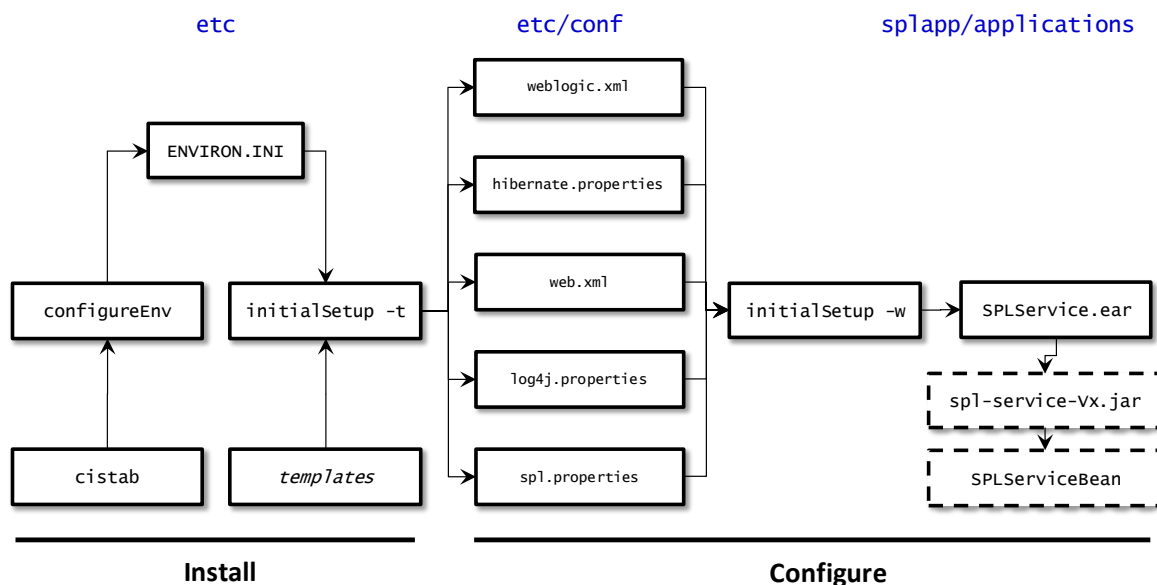 etc
etc/conf
splapp/applications
weblogic.xml
ENVIRON.INI
hibernate.properties
configureEnv
initialSetup –t
web.xml
initialSetup –w
SPLService.ear
log4j.properties
spl-service-Vx.jar
cistab
templates
spl.properties
SPLServiceBean
Install
Configure